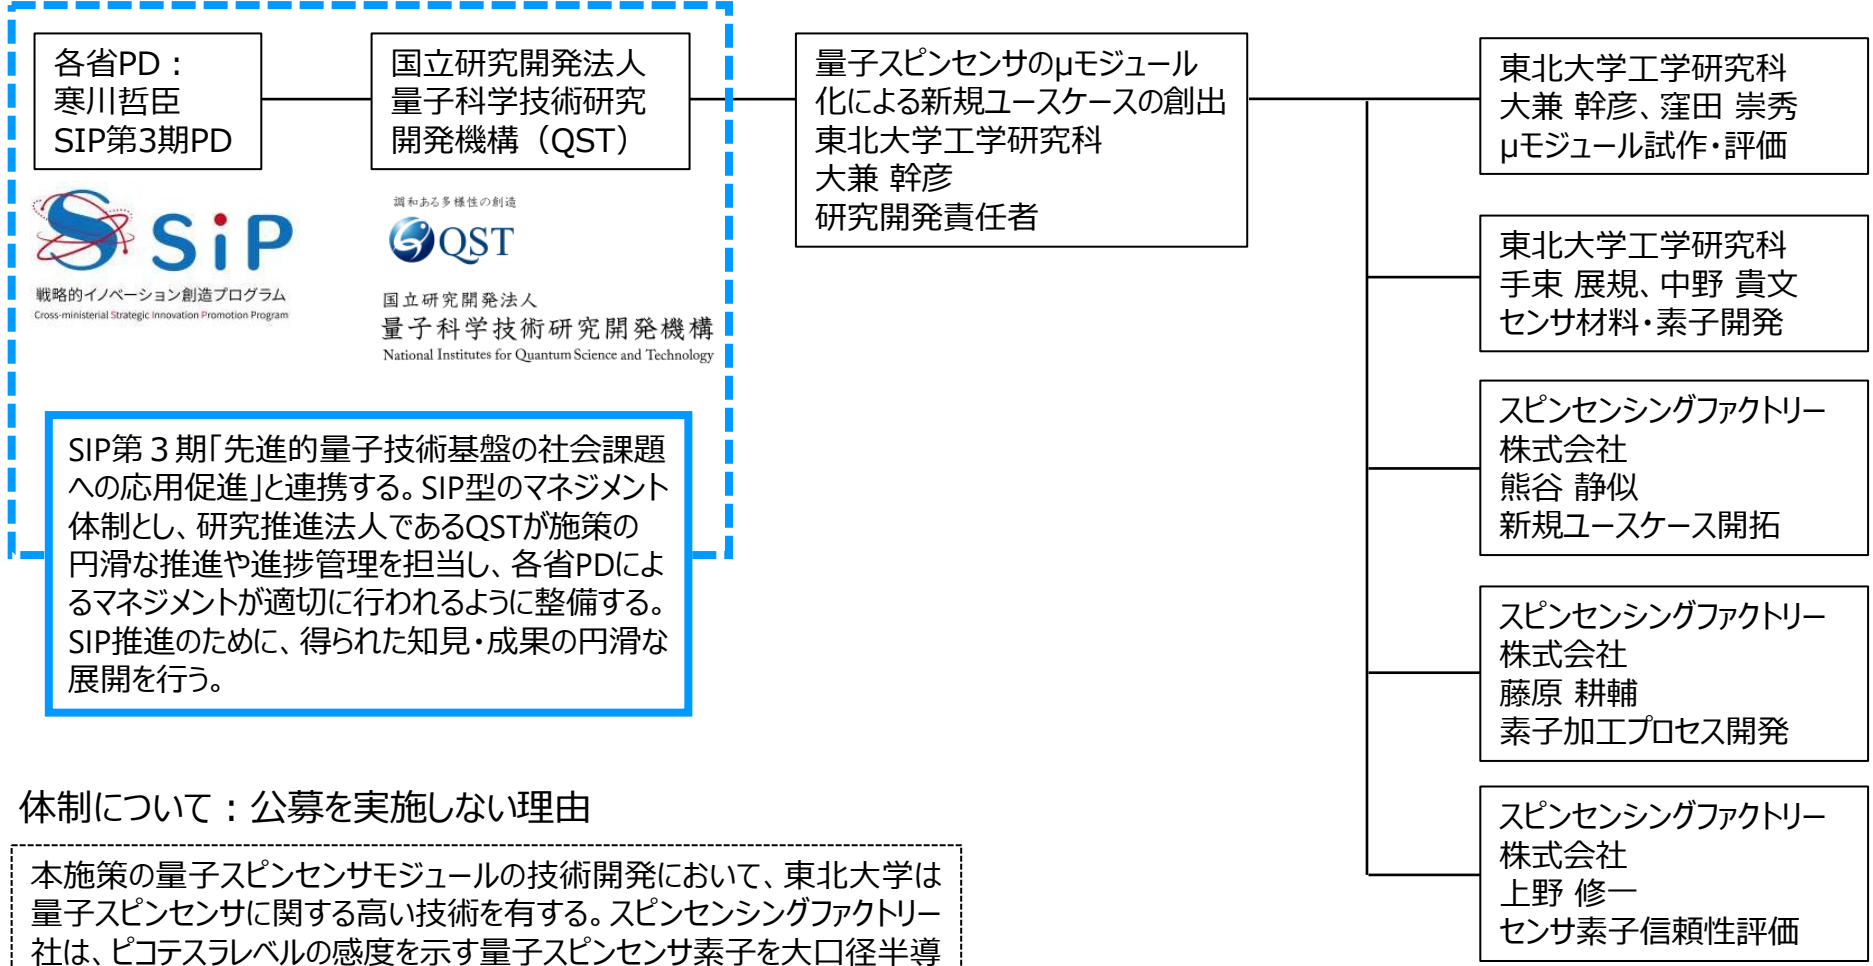 各省PD：
寒川哲臣
SIP第3期PD
国立研究開発法人
量子科学技術研究
開発機構（QST）
SiP
戦略的イノベーション創造プログラム
Cross-ministerial Strategic Innovation Promotion Program
調和ある多様性の創造
QST
国立研究開発法人
量子科学技術研究開発機構
National Institutes for Quantum Science and Technology
SIP第３期「先進的量子技術基盤の社会課題
への応用促進」と連携する。SIP型のマネジメント
体制とし、研究推進法人であるQSTが施策の
円滑な推進や進捗管理を担当し、各省PDによ
るマネジメントが適切に行われるように整備する。
SIP推進のために、得られた知見・成果の円滑な
展開を行う。
量子スピンセンサのμモジュール
化による新規ユースケースの創出
東北大学工学研究科
大兼 幹彦
研究開発責任者
東北大学工学研究科
大兼 幹彦、窪田 崇秀
μモジュール試作・評価
東北大学工学研究科
手束 展規、中野 貴文
センサ材料・素子開発
スピンセンシングファクトリー
株式会社
熊谷 静似
新規ユースケース開拓
スピンセンシングファクトリー
株式会社
藤原 耕輔
素子加工プロセス開発
スピンセンシングファクトリー
株式会社
上野 修一
センサ素子信頼性評価
体制について：公募を実施しない理由
本施策の量子スピンセンサモジュールの技術開発において、東北大学は
量子スピンセンサに関する高い技術を有する。スピンセンシングファクトリー
社は、ピコテスラレベルの感度を示す量子スピンセンサ素子を大口径半導